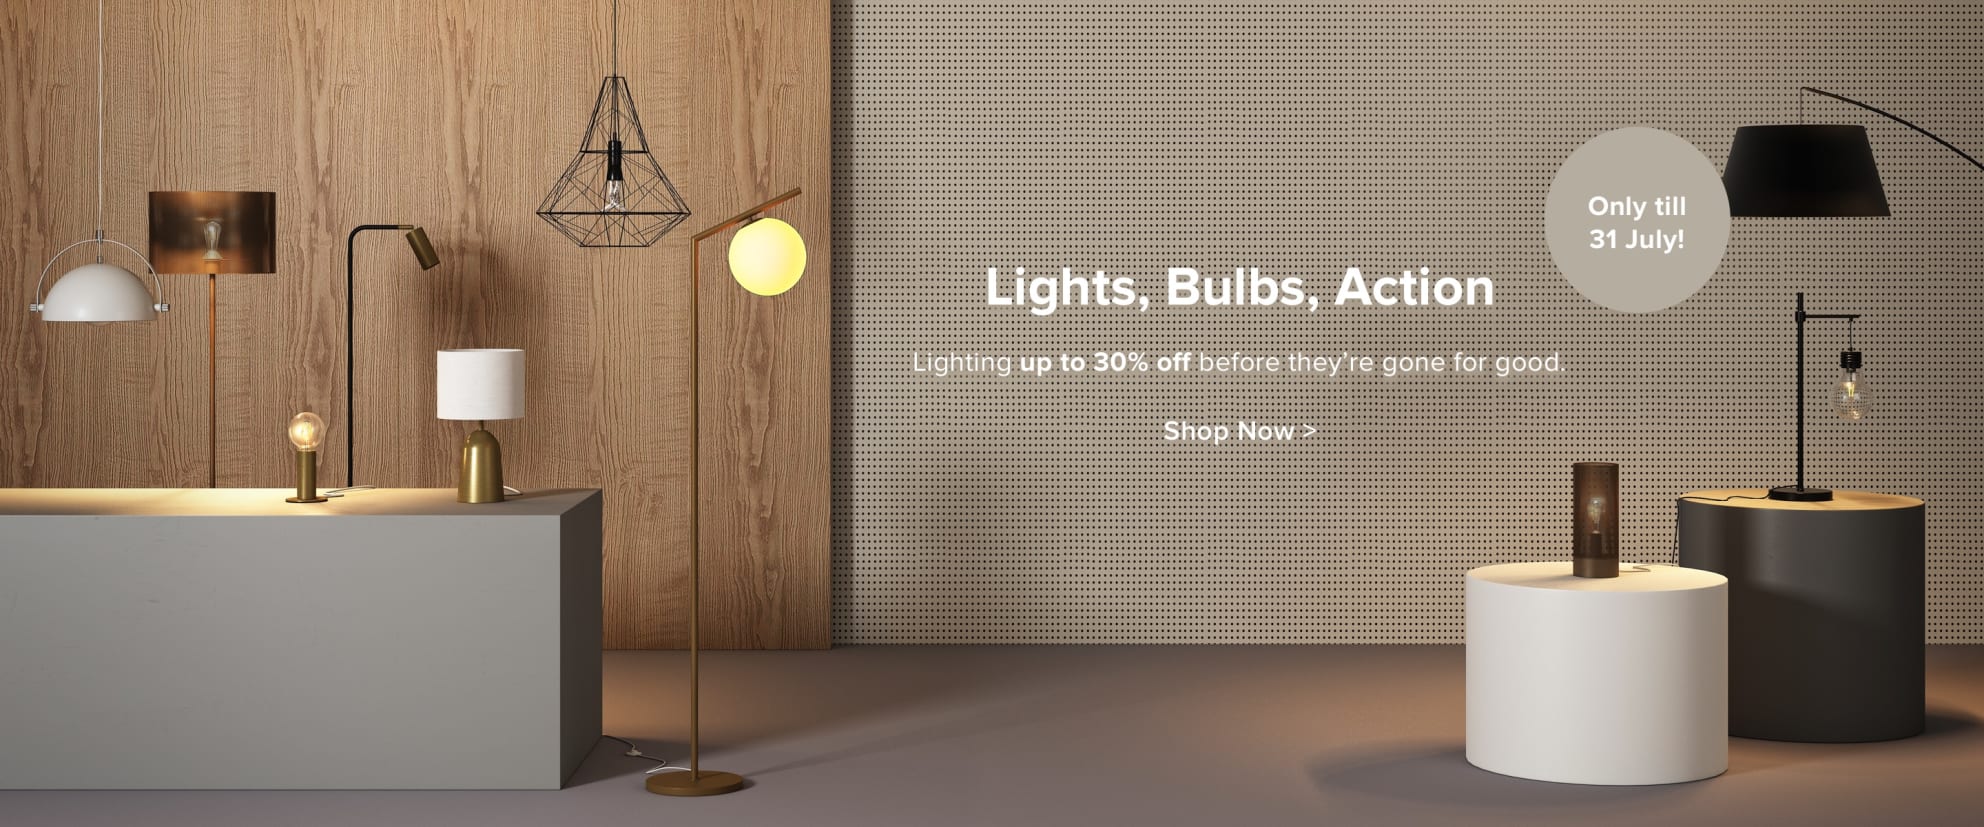 Only till
31 July!
Lights, Bulbs, Action
Lighting up to 30% off before they’re gone for good.
Shop Now >